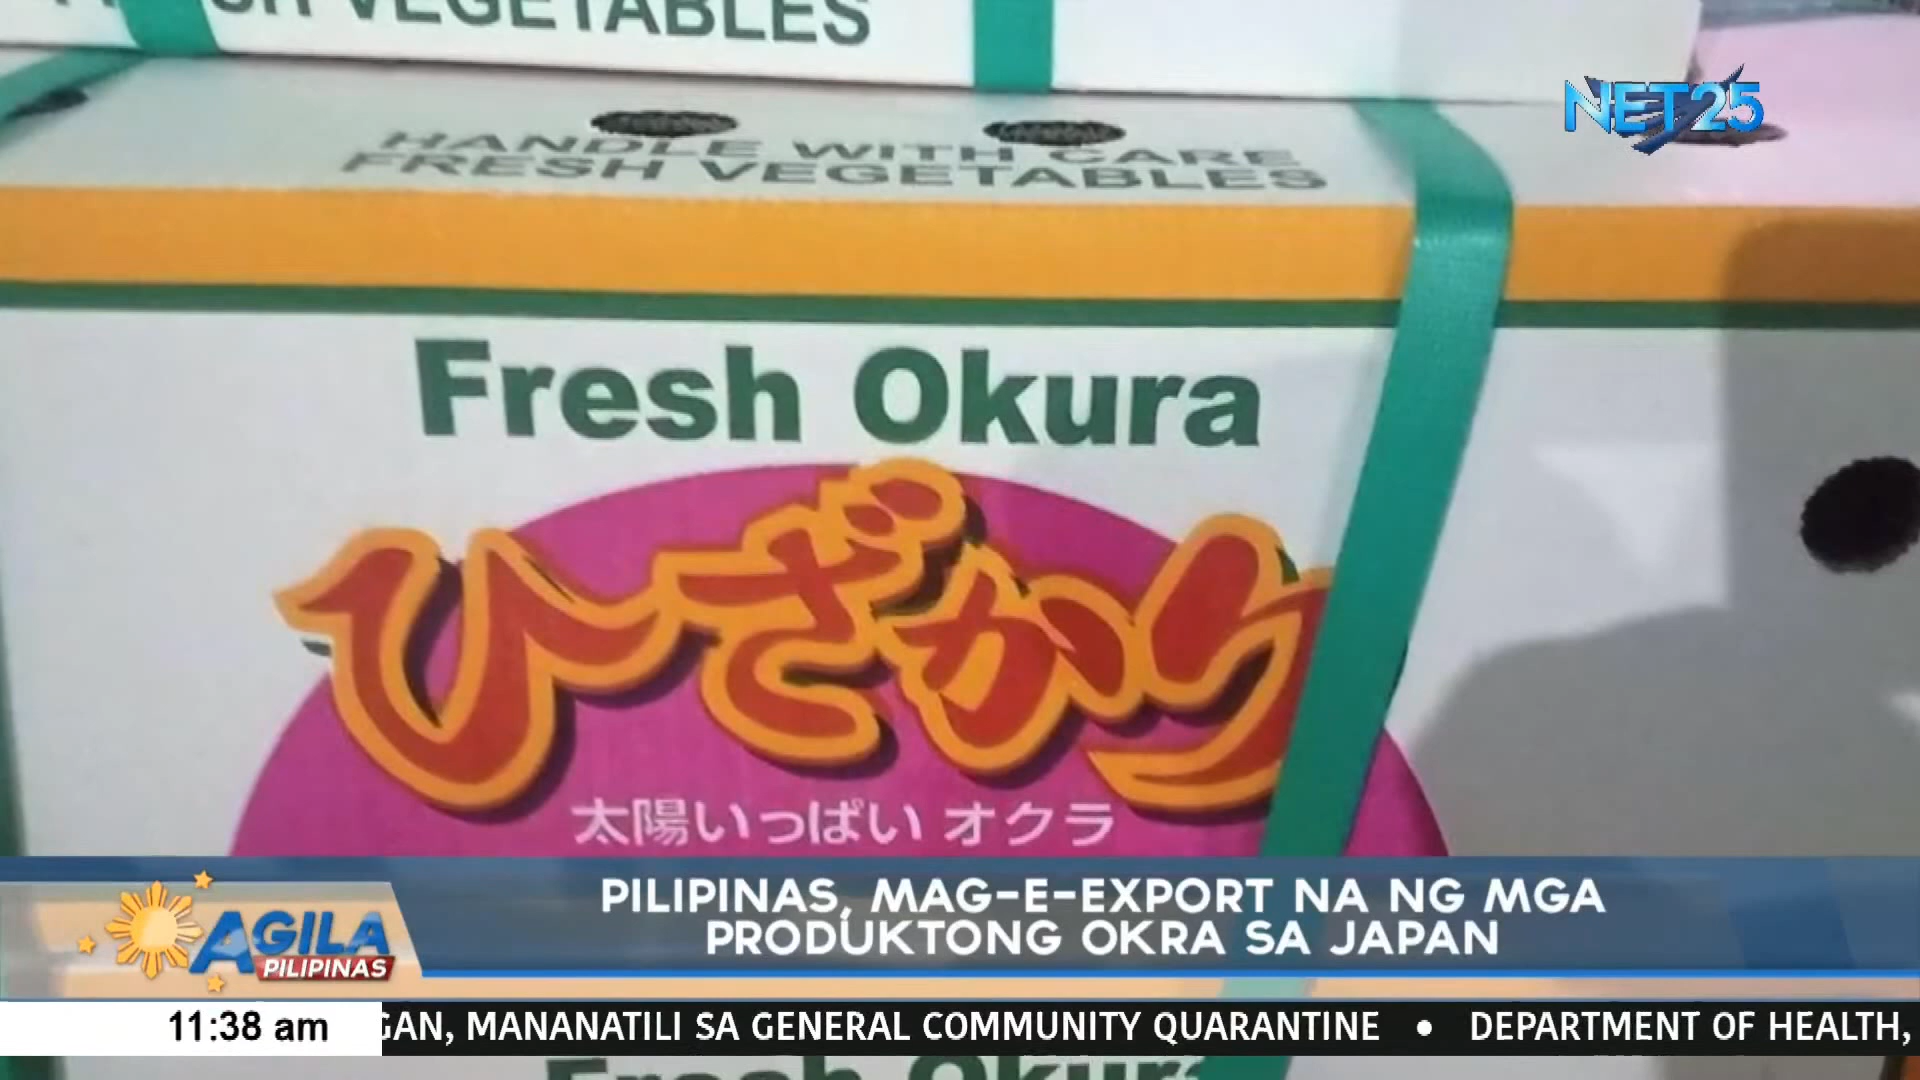 FRESH VEGETABLES
NET25
HANDLE WITH CARE
FRESH VEGETABLES
Fresh Okura
ひざかり
太陽いっぱい オクラ
PILIPINAS, MAG-E-EXPORT NA NG MGA
PRODUKTONG OKRA SA JAPAN
AGILA
PILIPINAS
11:38 am
GAN, MANANATILI SA GENERAL COMMUNITY QUARANTINE • DEPARTMENT OF HEALTH,
Fresh Okura